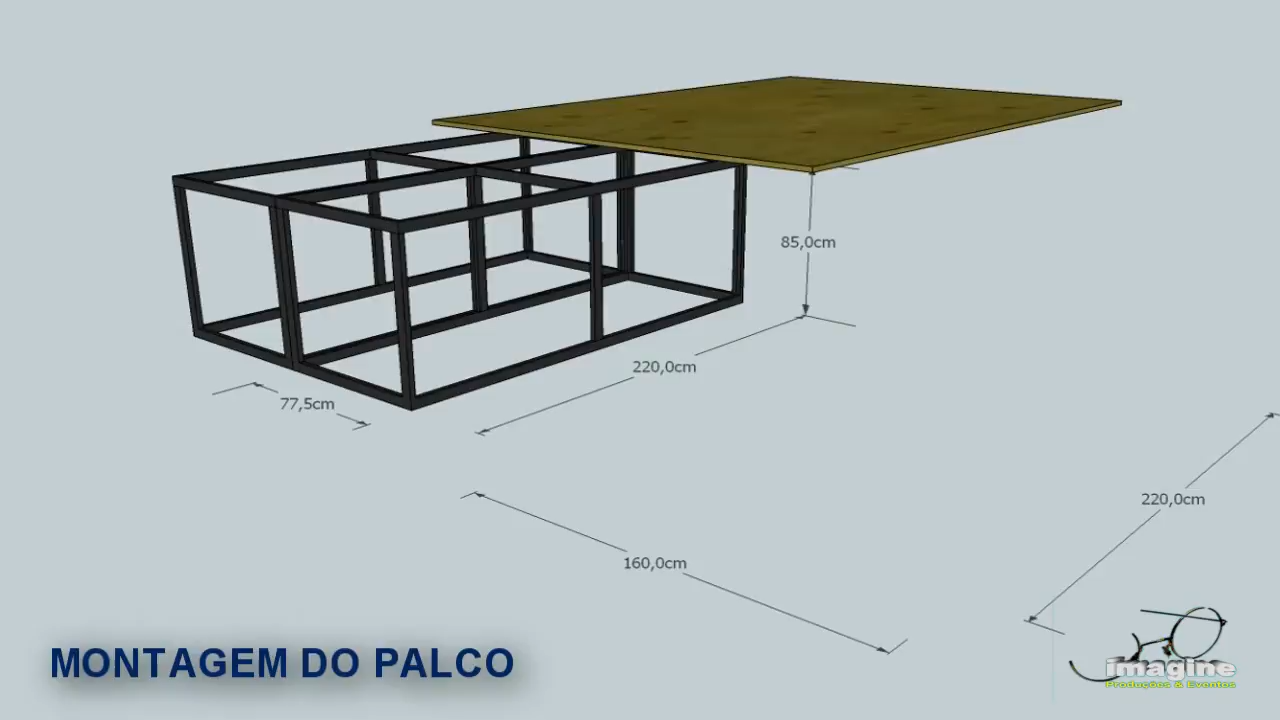 85,0cm
220,0cm
77,5cm
220,0cm
160,0cm
MONTAGEM DO PALCO
imagine
Produções & Eventos